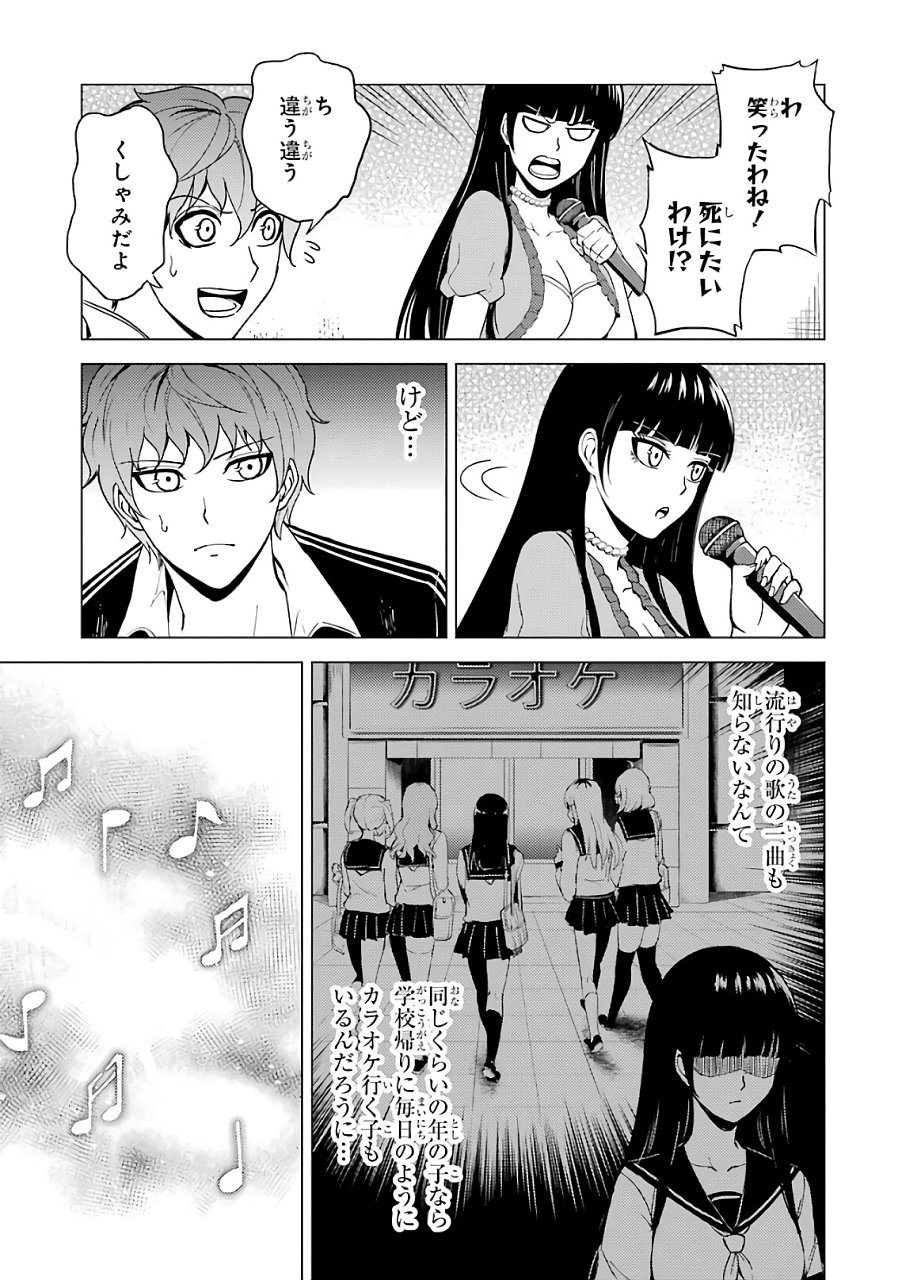 わ
笑ったわね！
死にたい
わけ!?
ち
違う違う
くしゃみだよ
けど…
流行りの歌の一曲も
知らないなんて
カラオケ
同じくらいの年の子なら
学校帰りに毎日のように
カラオケ行く子も
いるんだろうに…